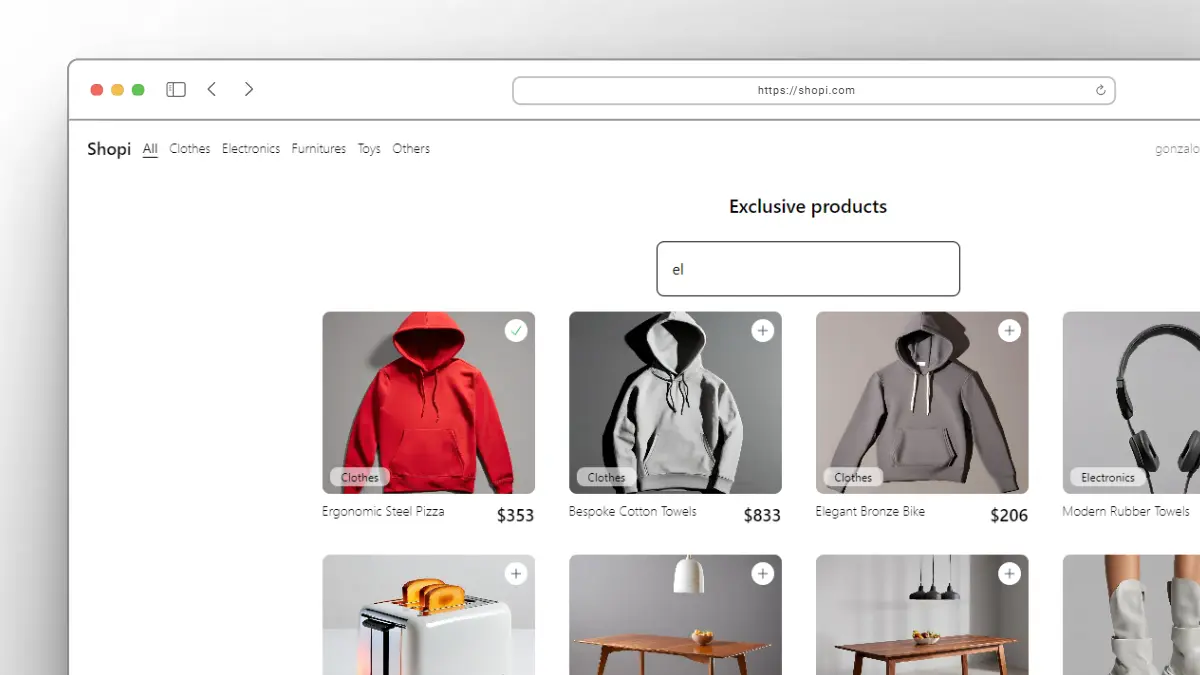 https://shopi.com
Shopi All Clothes Electronics Furnitures Toys Others gonzalo
Exclusive products
el
Clothes Clothes Clothes Electronics
Ergonomic Steel Pizza $353 Bespoke Cotton Towels $833 Elegant Bronze Bike $206 Modern Rubber Towels